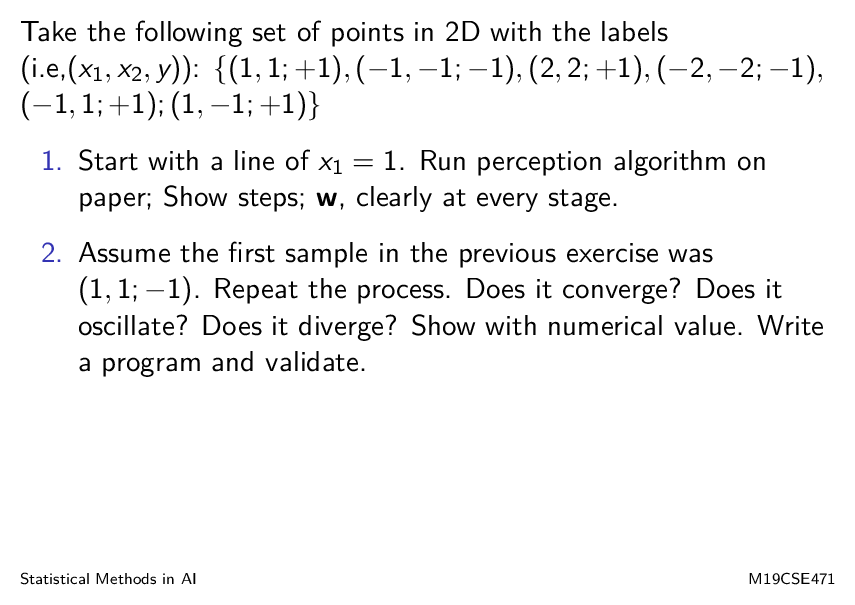 Take the following set of points in 2D with the labels
(i.e,(x₁, x₂, y)): {(1, 1; +1), (−1, −1; −1), (2, 2; +1), (−2, −2; −1),
(−1, 1; +1); (1, −1; +1)}
1. Start with a line of x₁ = 1. Run perception algorithm on
paper; Show steps; w, clearly at every stage.
2. Assume the first sample in the previous exercise was
(1, 1; −1). Repeat the process. Does it converge? Does it
oscillate? Does it diverge? Show with numerical value. Write
a program and validate.
Statistical Methods in AI
M19CSE471